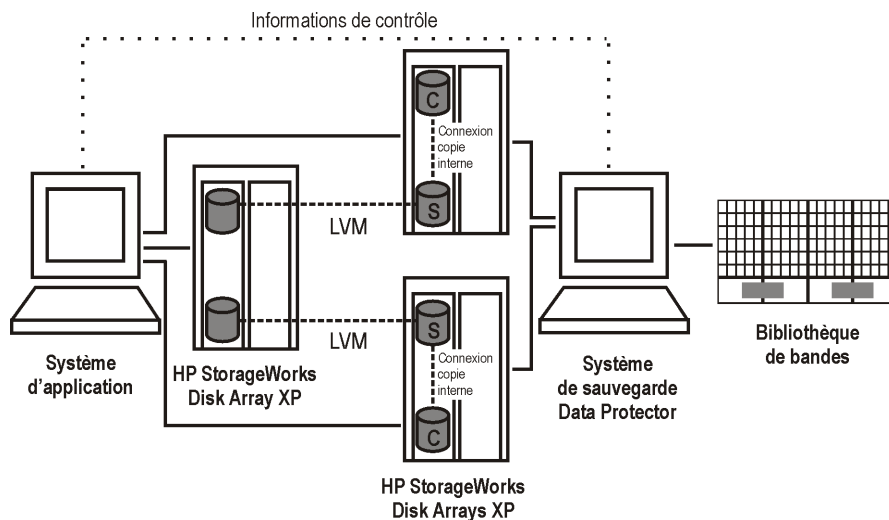 Informations de contrôle
C
Connexion
copie
interne
S
LVM
S
LVM
Connexion
copie
interne
C
Système
d'application
HP StorageWorks
Disk Array XP
HP StorageWorks
Disk Arrays XP
Système
de sauvegarde
Data Protector
Bibliothèque
de bandes